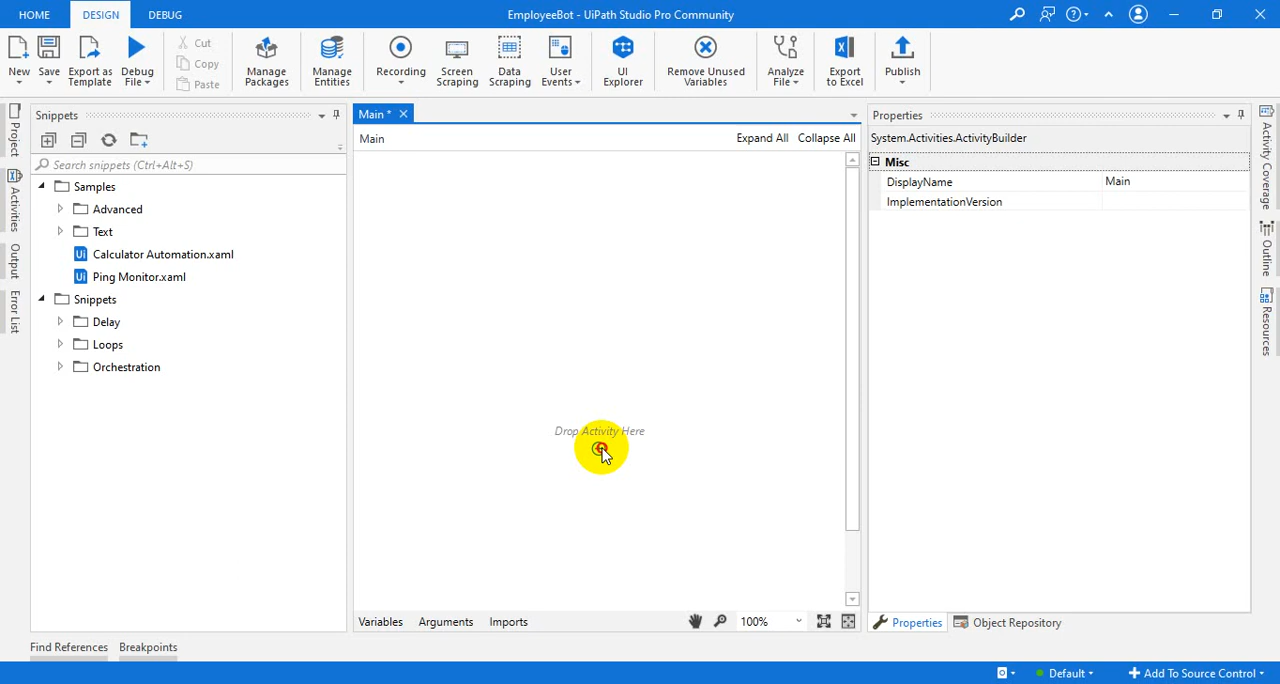 HOME
DESIGN
DEBUG
EmployeeBot - UiPath Studio Pro Community
New
Save
Export as
Template
Debug
File
Cut
Copy
Paste
Manage
Packages
Manage
Entities
Recording
Screen
Scraping
Data
Scraping
User
Events
UI
Explorer
Remove Unused
Variables
Analyze
File
Export
to Excel
Publish
Project
Activities
Output
Error List
Snippets
Search snippets (Ctrl+Alt+S)
Samples
Advanced
Text
Ui Calculator Automation.xaml
Ui Ping Monitor.xaml
Snippets
Delay
Loops
Orchestration
Main *
Main
Expand All
Collapse All
Drop Activity Here
Variables
Arguments
Imports
100%
Properties
System.Activities.ActivityBuilder
Misc
DisplayName
Main
ImplementationVersion
Properties
Object Repository
Activity Coverage
Outline
Resources
Find References
Breakpoints
Default
Add To Source Control